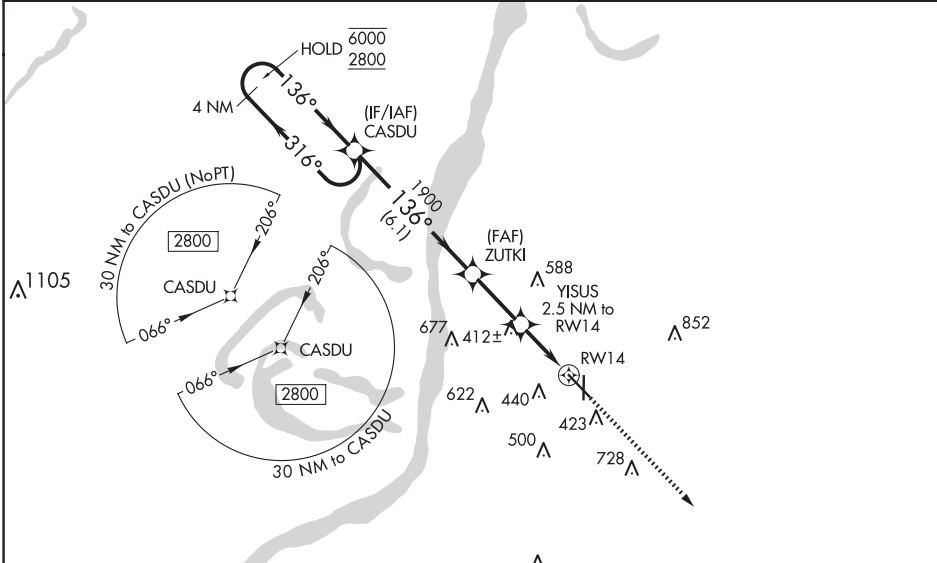 HOLD
6000
2800
4 NM
136°
316°
(IF/IAF)
CASDU
1900
136°
(6.1)
30 NM to CASDU (NoPT)
2800
206°
CASDU
066°
1105
206°
CASDU
066°
2800
30 NM to CASDU
(FAF)
ZUTKI
588
YISUS
2.5 NM to
RW14
677
412±
852
RW14
622
440
423
500
728